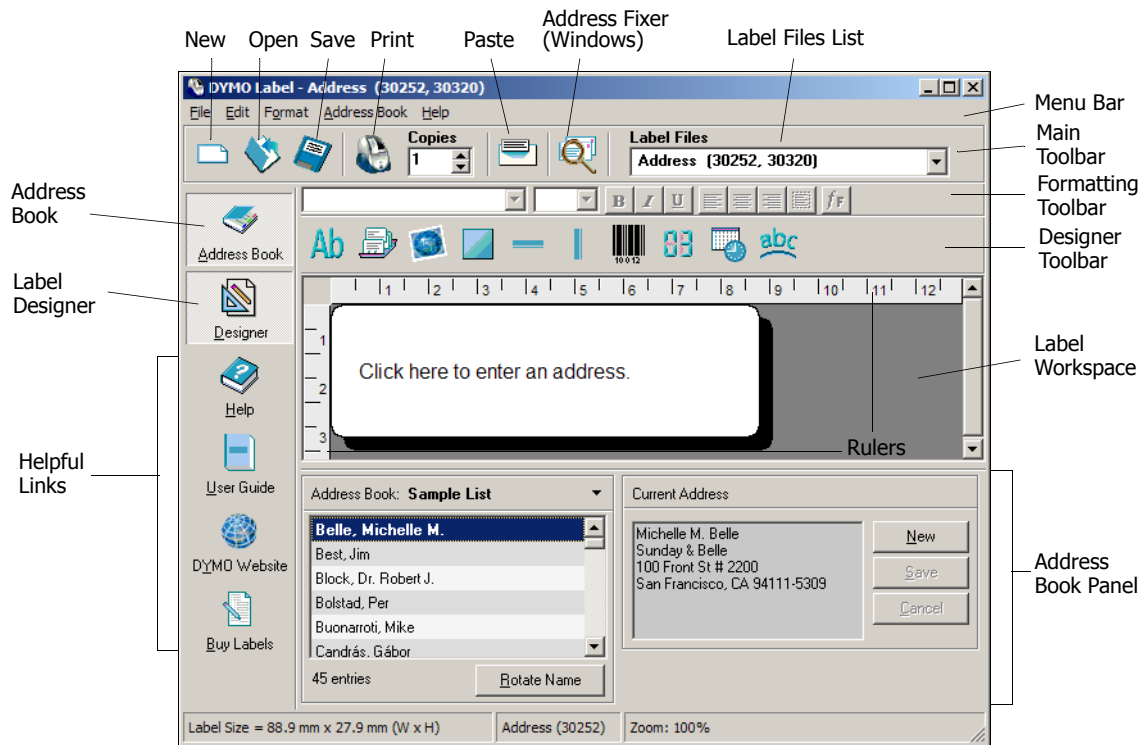 New Open Save Print Paste Address Fixer
(Windows) Label Files List
DYMO Label - Address (30252, 30320)
File Edit Format Address Book Help
Menu Bar
Copies
1
Label Files
Address (30252, 30320)
Main
Toolbar
Address
Book
Address Book
B I U fF
Formatting
Toolbar
Ab 10012 abc
Designer
Toolbar
Label
Designer
Designer
1 2 3 4 5 6 7 8 9 10 11 12
1
2
3
Click here to enter an address.
Label
Workspace
Rulers
Helpful
Links
Help
User Guide
DYMO Website
Buy Labels
Address Book: Sample List
Belle, Michelle M.
Best, Jim
Block, Dr. Robert J.
Bolstad, Per
Buonarroti, Mike
Candrás, Gábor
45 entries Rotate Name
Current Address
Michelle M. Belle
Sunday & Belle
100 Front St # 2200
San Francisco, CA 94111-5309
New
Save
Cancel
Address
Book Panel
Label Size = 88.9 mm x 27.9 mm (W x H) Address (30252) Zoom: 100%